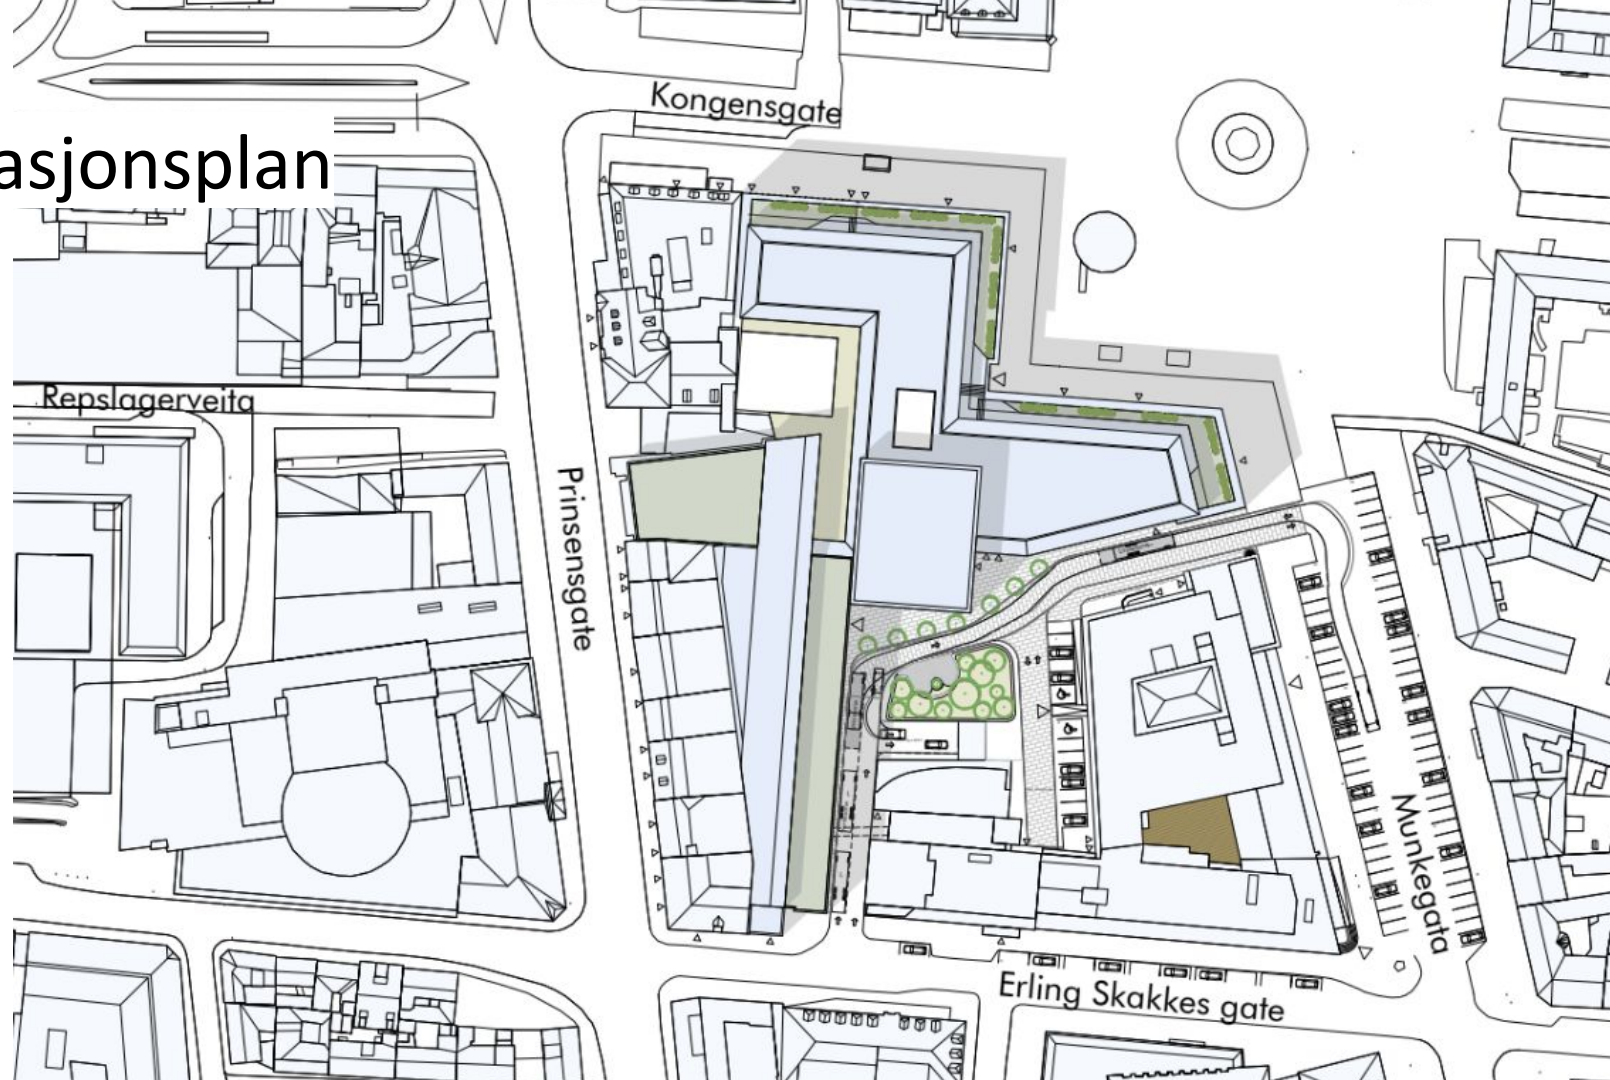 Kongensgate
asjonsplan
Repslagerveita
Prinsensgate
Munkegata
Erling Skakkes gate